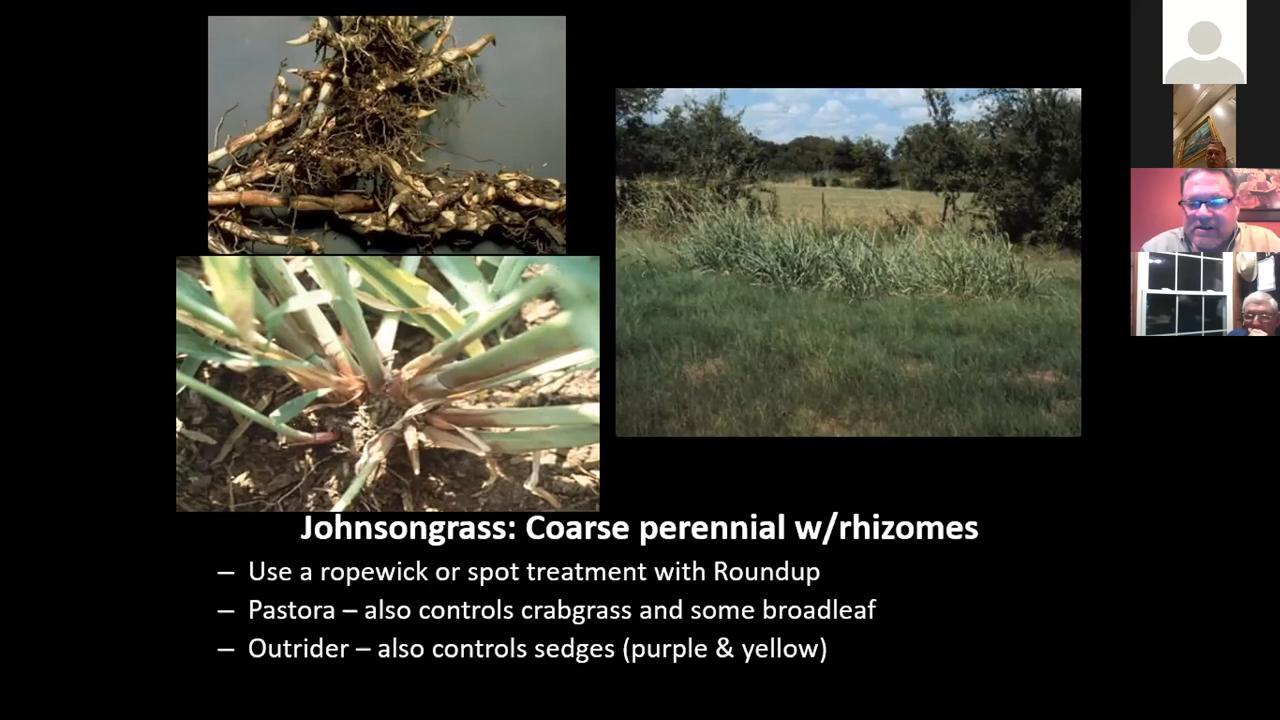 Johnsongrass: Coarse perennial w/rhizomes
– Use a ropewick or spot treatment with Roundup
– Pastora – also controls crabgrass and some broadleaf
– Outrider – also controls sedges (purple & yellow)